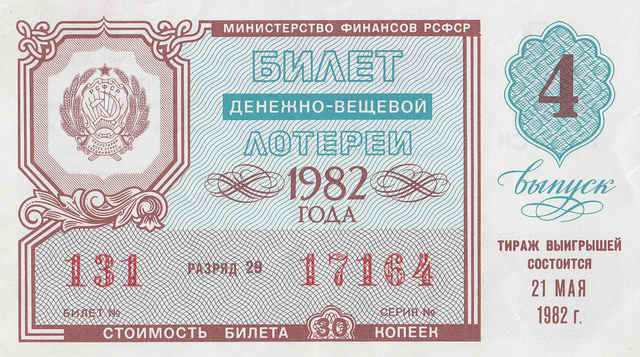 МИНИСТЕРСТВО ФИНАНСОВ РСФСР
РСФСР
БИЛЕТ
ДЕНЕЖНО-ВЕЩЕВОЙ
ЛОТЕРЕИ
1982
ГОДА
4
выпуск
ТИРАЖ ВЫИГРЫШЕЙ
СОСТОИТСЯ
21 МАЯ
1982 г.
131 РАЗРЯД 29 17164
БИЛЕТ № СЕРИЯ №
СТОИМОСТЬ БИЛЕТА 30 КОПЕЕК